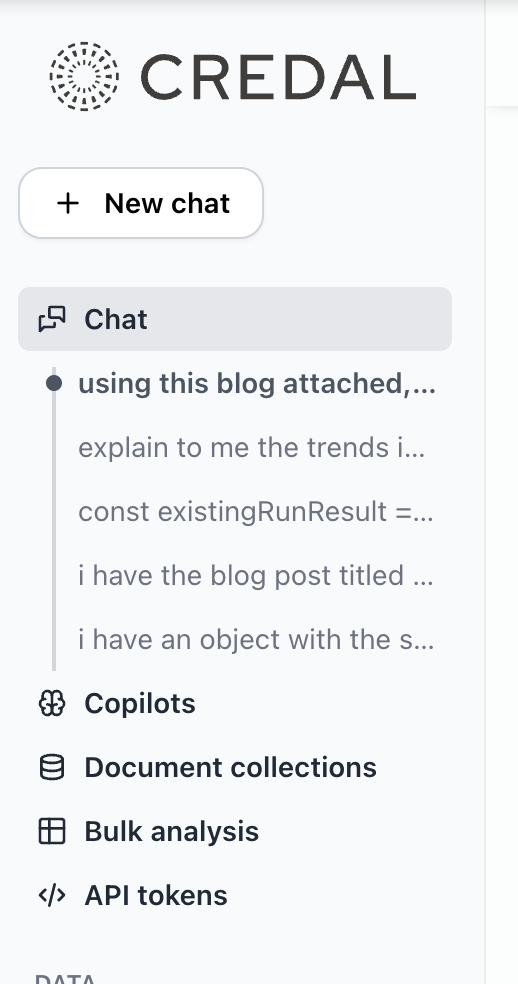 CREDAL
+ New chat
Chat
using this blog attached,...
explain to me the trends i...
const existingRunResult =...
i have the blog post titled ...
i have an object with the s...
Copilots
Document collections
Bulk analysis
API tokens
DATA